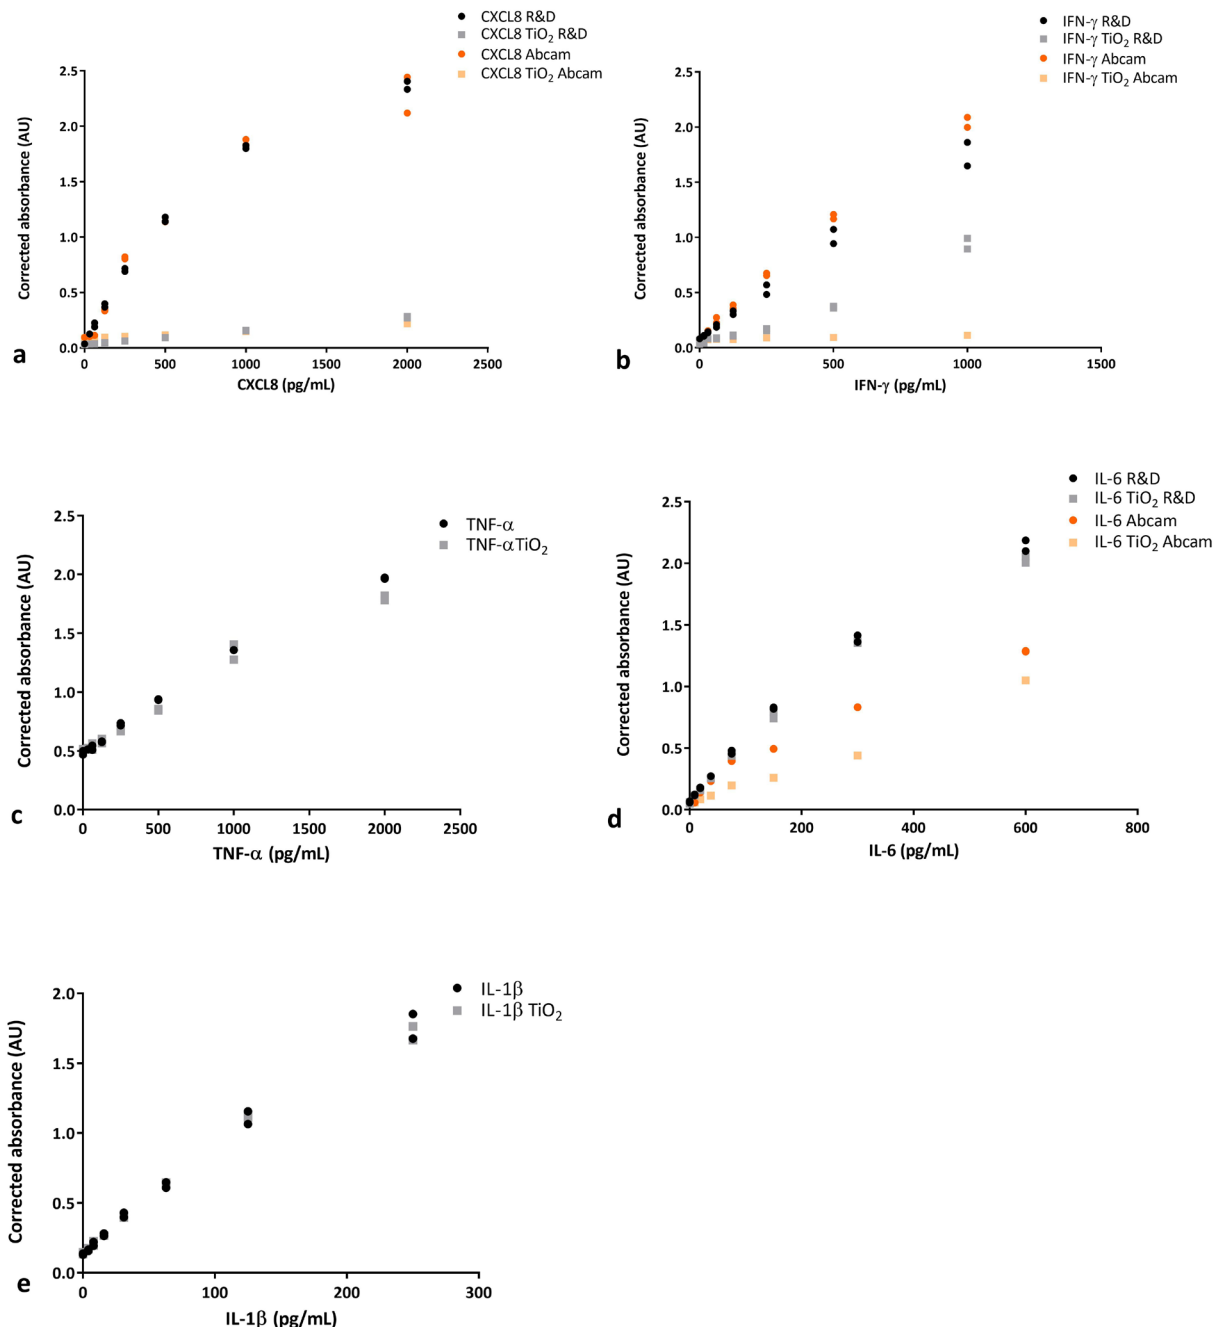 CXCL8 R&D
CXCL8 TiO₂ R&D
CXCL8 Abcam
CXCL8 TiO₂ Abcam
2.5
2.0
1.5
1.0
0.5
0.0
Corrected absorbance (AU)
0
500
1000
1500
2000
2500
CXCL8 (pg/mL)
a
IFN-γ R&D
IFN-γ TiO₂ R&D
IFN-γ Abcam
IFN-γ TiO₂ Abcam
2.5
2.0
1.5
1.0
0.5
0.0
Corrected absorbance (AU)
0
500
1000
1500
IFN-γ (pg/mL)
b
TNF-α
TNF-αTiO₂
2.5
2.0
1.5
1.0
0.5
0.0
Corrected absorbance (AU)
0
500
1000
1500
2000
2500
TNF-α (pg/mL)
c
IL-6 R&D
IL-6 TiO₂ R&D
IL-6 Abcam
IL-6 TiO₂ Abcam
2.5
2.0
1.5
1.0
0.5
0.0
Corrected absorbance (AU)
0
200
400
600
800
IL-6 (pg/mL)
d
IL-1β
IL-1β TiO₂
2.0
1.5
1.0
0.5
0.0
Corrected absorbance (AU)
0
100
200
300
IL-1β (pg/mL)
e